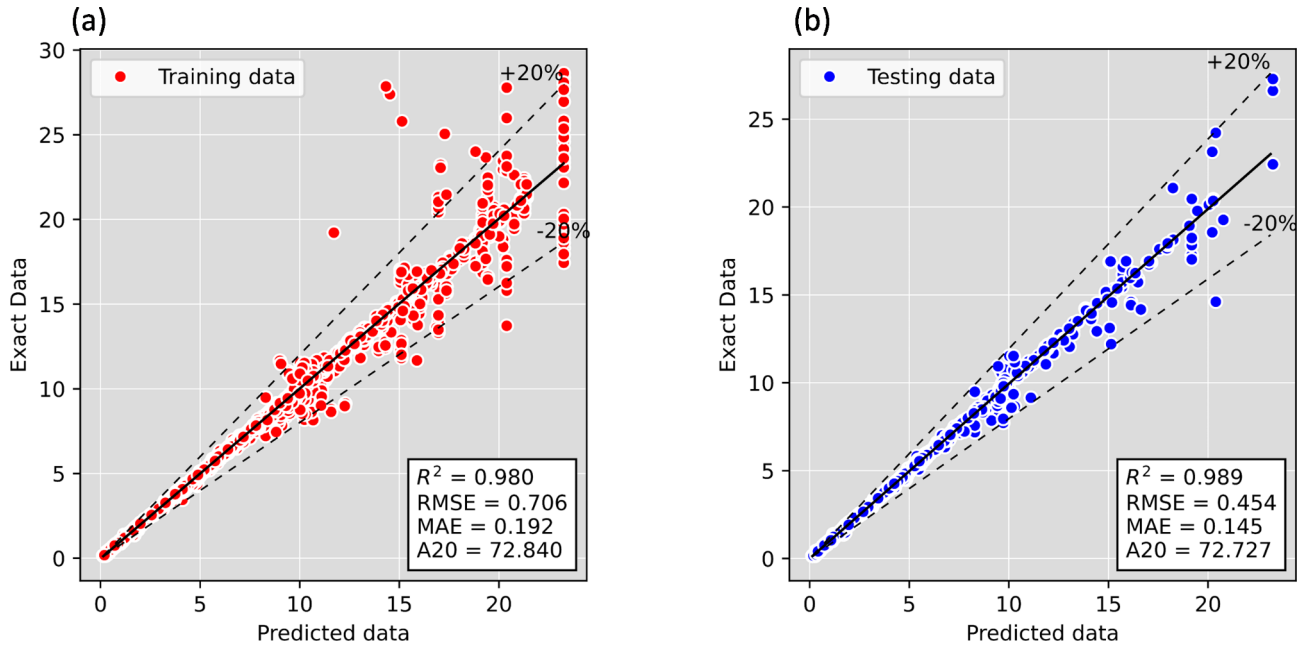 (a)
30
25
20
15
10
5
0
Exact Data
Training data
+20%
-20%
R² = 0.980
RMSE = 0.706
MAE = 0.192
A20 = 72.840
0 5 10 15 20
Predicted data
(b)
25
20
15
10
5
0
Exact Data
Testing data
+20%
-20%
R² = 0.989
RMSE = 0.454
MAE = 0.145
A20 = 72.727
0 5 10 15 20
Predicted data